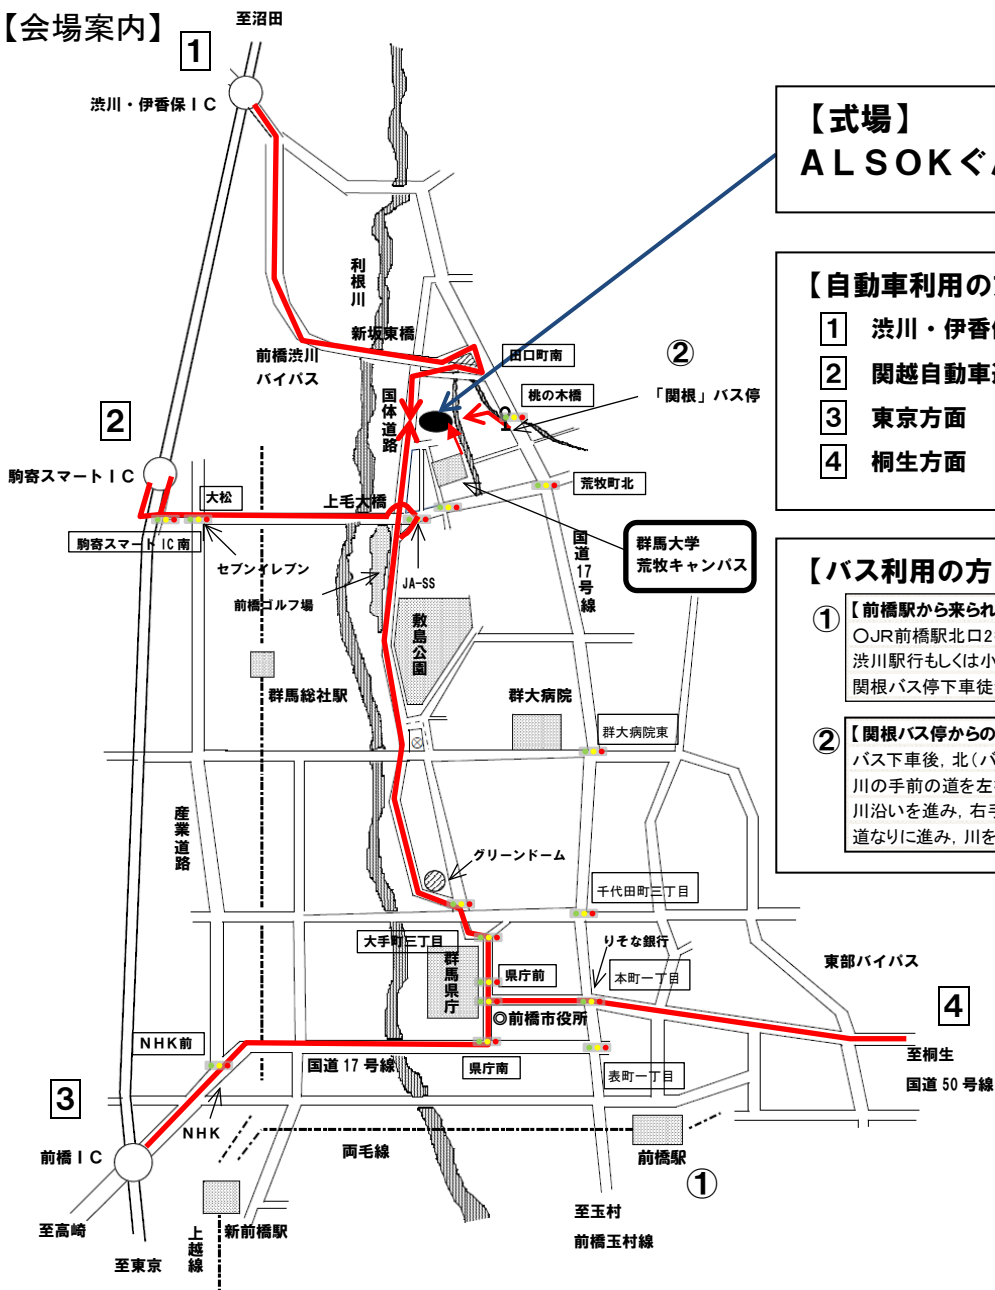 【会場案内】
至沼田
1
渋川・伊香保ＩＣ
【式場】
ＡＬＳＯＫぐ
利根川
新坂東橋
前橋渋川
バイパス
田口町南
②
【自動車利用の
1 渋川・伊香
2 関越自動車
3 東京方面
4 桐生方面
国体道路
桃の木橋
「関根」バス停
2
駒寄スマートＩＣ
大松
上毛大橋
荒牧町北
駒寄スマートIC南
セブンイレブン
前橋ゴルフ場
JA-SS
国道17号線
群馬大学
荒牧キャンパス
敷島公園
【バス利用の方
①
【前橋駅から来られ
〇JR前橋駅北口2
渋川駅行もしくは小
関根バス停下車徒
②
【関根バス停からの
バス下車後，北（バ
川の手前の道を左
川沿いを進み，右手
道なりに進み，川を
群馬総社駅
群大病院
群大病院東
産業道路
グリーンドーム
千代田町三丁目
大手町三丁目
りそな銀行
群馬県庁
県庁前
本町一丁目
東部バイパス
4
◎前橋市役所
NHK前
国道17号線
県庁南
表町一丁目
至桐生
国道50号線
3
NHK
前橋ＩＣ
両毛線
前橋駅
①
至高崎
上越線
新前橋駅
至玉村
前橋玉村線
至東京